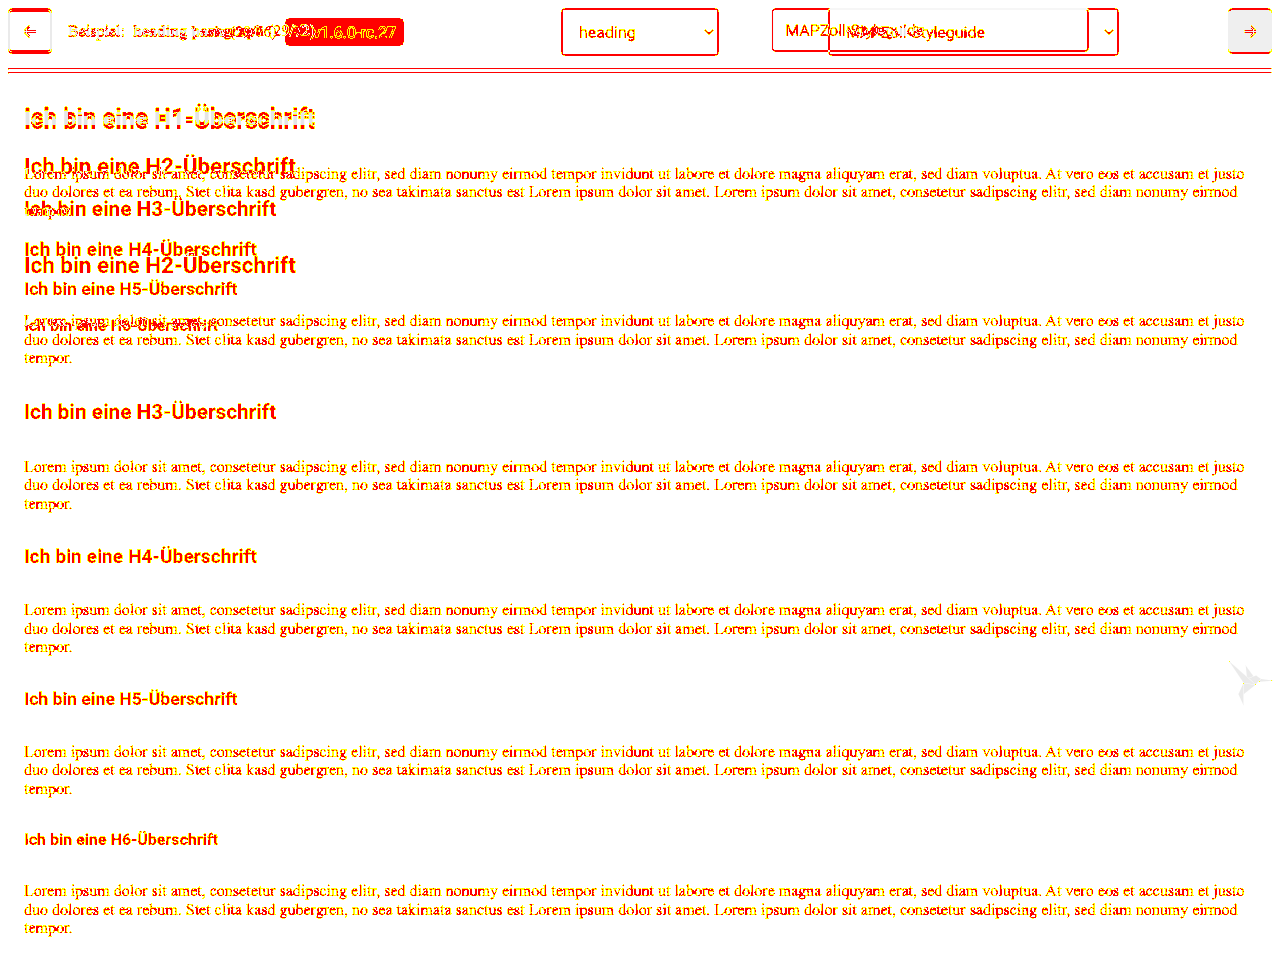 ⇐ Beispiel: heading v1.6.0-rc.27 heading MAPZoll-Styleguide ⇒
Ich bin eine H1-Überschrift
Ich bin eine H2-Überschrift
Lorem ipsum dolor sit amet, consetetur sadipscing elitr, sed diam nonumy eirmod tempor invidunt ut labore et dolore magna aliquyam erat, sed diam voluptua. At vero eos et accusam et justo
duo dolores et ea rebum. Stet clita kasd gubergren, no sea takimata sanctus est Lorem ipsum dolor sit amet. Lorem ipsum dolor sit amet, consetetur sadipscing elitr, sed diam nonumy eirmod
tempor.
Ich bin eine H3-Überschrift
Ich bin eine H4-Überschrift
Ich bin eine H2-Überschrift
Ich bin eine H5-Überschrift
Ich bin eine H6-Überschrift
Lorem ipsum dolor sit amet, consetetur sadipscing elitr, sed diam nonumy eirmod tempor invidunt ut labore et dolore magna aliquyam erat, sed diam voluptua. At vero eos et accusam et justo
duo dolores et ea rebum. Stet clita kasd gubergren, no sea takimata sanctus est Lorem ipsum dolor sit amet. Lorem ipsum dolor sit amet, consetetur sadipscing elitr, sed diam nonumy eirmod
tempor.
Ich bin eine H3-Überschrift
Lorem ipsum dolor sit amet, consetetur sadipscing elitr, sed diam nonumy eirmod tempor invidunt ut labore et dolore magna aliquyam erat, sed diam voluptua. At vero eos et accusam et justo
duo dolores et ea rebum. Stet clita kasd gubergren, no sea takimata sanctus est Lorem ipsum dolor sit amet. Lorem ipsum dolor sit amet, consetetur sadipscing elitr, sed diam nonumy eirmod
tempor.
Ich bin eine H4-Überschrift
Lorem ipsum dolor sit amet, consetetur sadipscing elitr, sed diam nonumy eirmod tempor invidunt ut labore et dolore magna aliquyam erat, sed diam voluptua. At vero eos et accusam et justo
duo dolores et ea rebum. Stet clita kasd gubergren, no sea takimata sanctus est Lorem ipsum dolor sit amet. Lorem ipsum dolor sit amet, consetetur sadipscing elitr, sed diam nonumy eirmod
tempor.
Ich bin eine H5-Überschrift
Lorem ipsum dolor sit amet, consetetur sadipscing elitr, sed diam nonumy eirmod tempor invidunt ut labore et dolore magna aliquyam erat, sed diam voluptua. At vero eos et accusam et justo
duo dolores et ea rebum. Stet clita kasd gubergren, no sea takimata sanctus est Lorem ipsum dolor sit amet. Lorem ipsum dolor sit amet, consetetur sadipscing elitr, sed diam nonumy eirmod
tempor.
Ich bin eine H6-Überschrift
Lorem ipsum dolor sit amet, consetetur sadipscing elitr, sed diam nonumy eirmod tempor invidunt ut labore et dolore magna aliquyam erat, sed diam voluptua. At vero eos et accusam et justo
duo dolores et ea rebum. Stet clita kasd gubergren, no sea takimata sanctus est Lorem ipsum dolor sit amet. Lorem ipsum dolor sit amet, consetetur sadipscing elitr, sed diam nonumy eirmod
tempor.